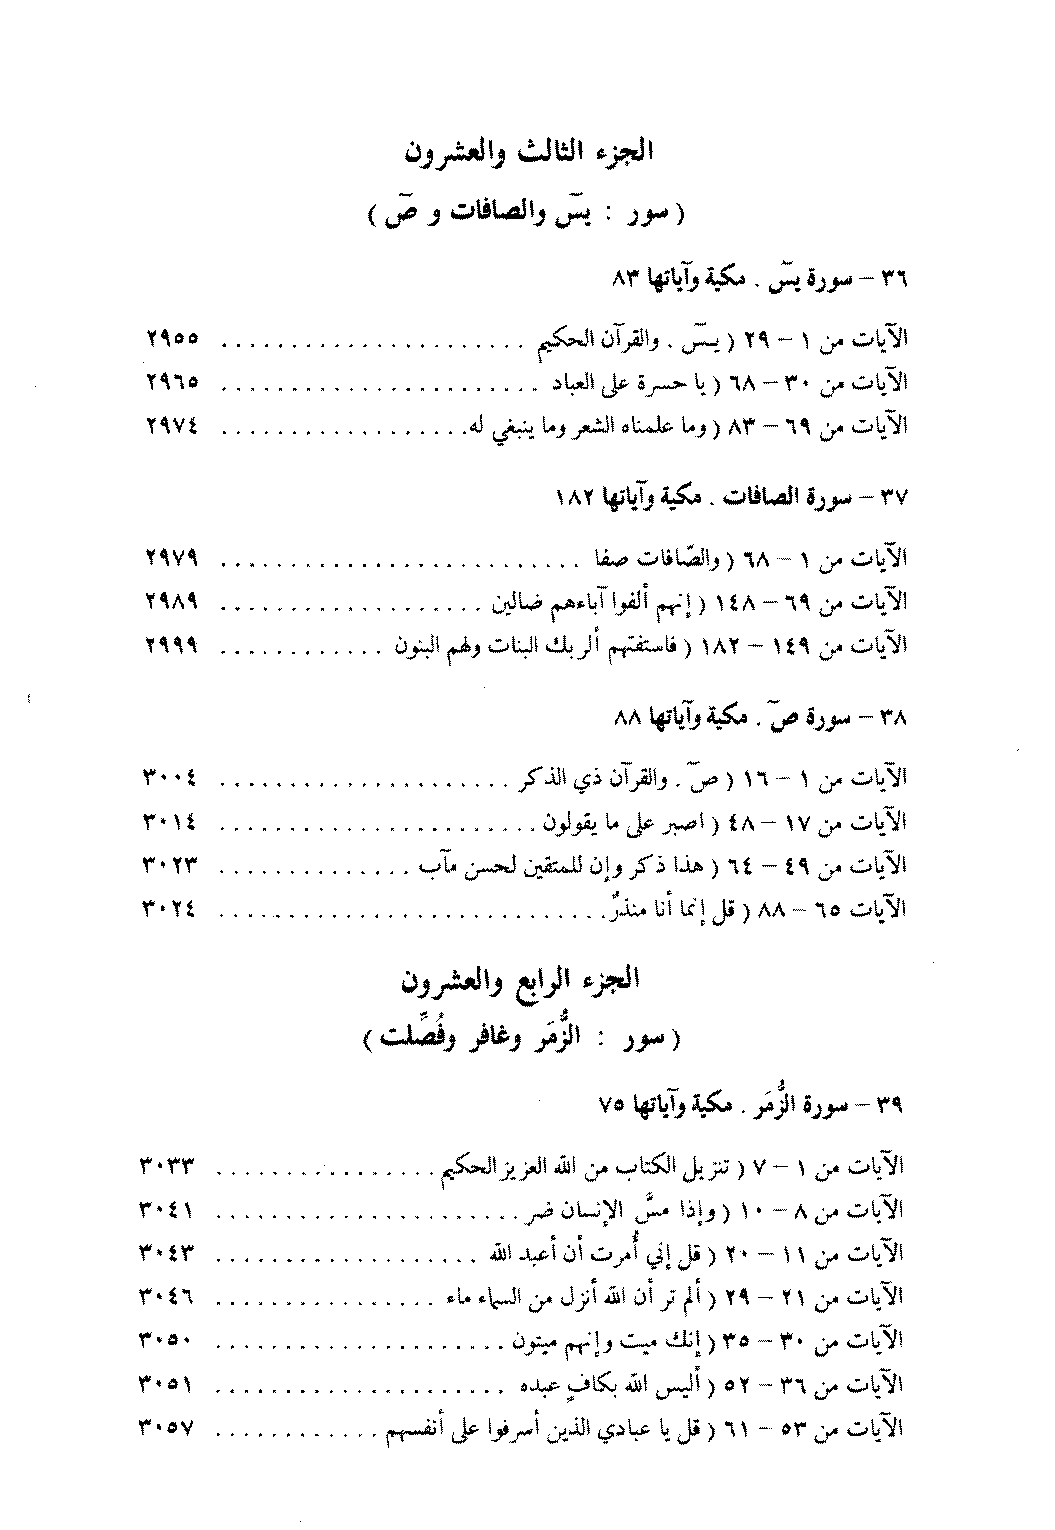 الجزء الثالث والعشرون
( سور : يسٓ والصافات و صٓ )
٣٦ – سورة يسٓ . مكية وآياتها ٨٣
الآيات من ١ – ٢٩ ( يسٓ . والقرآن الحكيم . . . . . . . . . . . . . . . . . . . . . . ٢٩٥٥
الآيات من ٣٠ – ٦٨ ( يا حسرة على العباد . . . . . . . . . . . . . . . . . . . . . . . ٢٩٦٥
الآيات من ٦٩ – ٨٣ ( وما علمناه الشعر وما ينبغي له . . . . . . . . . . . . . . . . . . ٢٩٧٤
٣٧ – سورة الصافات . مكية وآياتها ١٨٢
الآيات من ١ – ٦٨ ( والصّافات صفا . . . . . . . . . . . . . . . . . . . . . . . . . . ٢٩٧٩
الآيات من ٦٩ – ١٤٨ ( إنهم ألفوا آباءهم ضالين . . . . . . . . . . . . . . . . . . . ٢٩٨٩
الآيات من ١٤٩ – ١٨٢ ( فاستفتهم ألربك البنات ولهم البنون . . . . . . . . . . . . ٢٩٩٩
٣٨ – سورة صٓ . مكية وآياتها ٨٨
الآيات من ١ – ١٦ ( صٓ . والقرآن ذي الذكر . . . . . . . . . . . . . . . . . . . . . ٣٠٠٤
الآيات من ١٧ – ٤٨ ( اصبر على ما يقولون . . . . . . . . . . . . . . . . . . . . . . . ٣٠١٤
الآيات من ٤٩ – ٦٤ ( هذا ذكر وإن للمتقين لحسن مآب . . . . . . . . . . . . . . ٣٠٢٣
الآيات ٦٥ – ٨٨ ( قل إنما أنا منذرٌ . . . . . . . . . . . . . . . . . . . . . . . . . . . . ٣٠٢٤
الجزء الرابع والعشرون
( سور : الزُّمَر وغافر وفُصِّلت )
٣٩ – سورة الزُّمَر . مكية وآياتها ٧٥
الآيات من ١ – ٧ ( تنزيل الكتاب من الله العزيز الحكيم . . . . . . . . . . . . . . . . ٣٠٣٣
الآيات من ٨ – ١٠ ( وإذا مسَّ الإنسان ضر . . . . . . . . . . . . . . . . . . . . . . ٣٠٤١
الآيات من ١١ – ٢٠ ( قل إني أُمرت أن أعبد الله . . . . . . . . . . . . . . . . . . . ٣٠٤٣
الآيات من ٢١ – ٢٩ ( ألم تر أن الله أنزل من السماء ماء . . . . . . . . . . . . . . . . ٣٠٤٦
الآيات من ٣٠ – ٣٥ ( إنك ميت وإنهم ميتون . . . . . . . . . . . . . . . . . . . . . ٣٠٥٠
الآيات من ٣٦ – ٥٢ ( أليس الله بكافٍ عبده . . . . . . . . . . . . . . . . . . . . . ٣٠٥١
الآيات من ٥٣ – ٦١ ( قل يا عبادي الذين أسرفوا على أنفسهم . . . . . . . . . . . . ٣٠٥٧